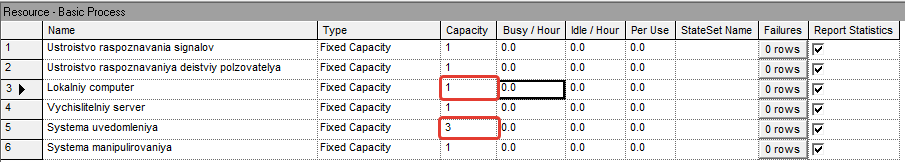 Resource - Basic Process
Name Type Capacity Busy / Hour Idle / Hour Per Use StateSet Name Failures Report Statistics
1 Ustroistvo raspoznavania signalov Fixed Capacity 1 0.0 0.0 0.0 0 rows
2 Ustroistvo raspoznavaniya deistviy polzovatelya Fixed Capacity 1 0.0 0.0 0.0 0 rows
3 Lokalniy computer Fixed Capacity 1 0.0 0.0 0.0 0 rows
4 Vychislitelniy server Fixed Capacity 1 0.0 0.0 0.0 0 rows
5 Systema uvedomleniya Fixed Capacity 3 0.0 0.0 0.0 0 rows
6 Systema manipulirovaniya Fixed Capacity 1 0.0 0.0 0.0 0 rows